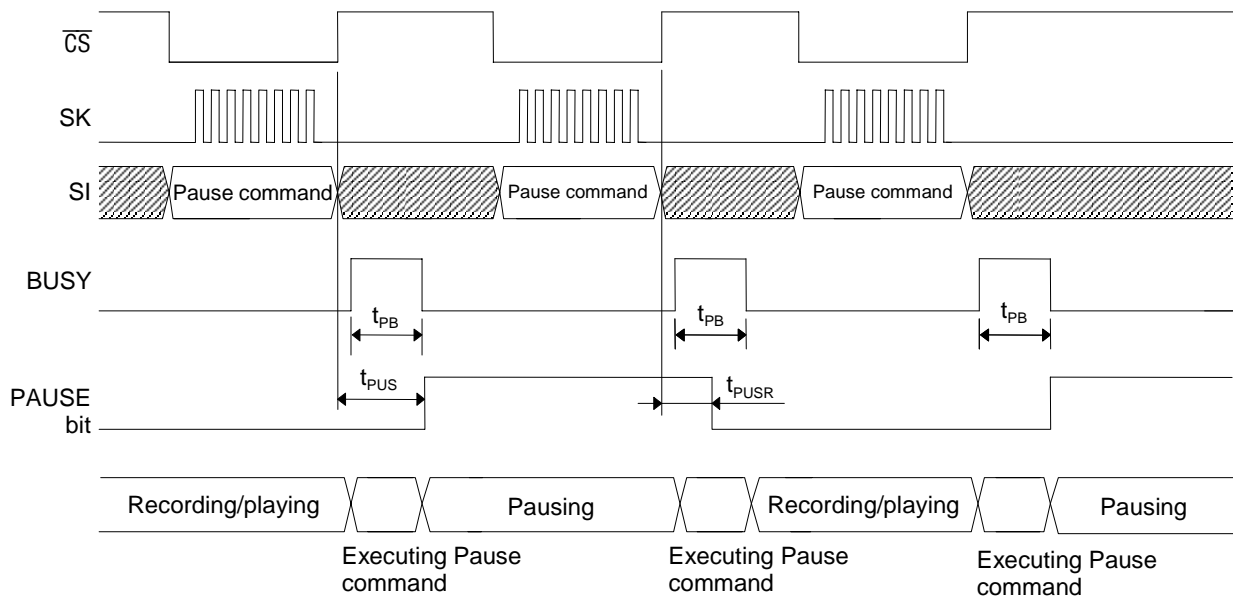 CS
SK
SI
Pause command
Pause command
Pause command
BUSY
tPB
tPB
tPB
PAUSE
bit
tPUS
tPUSR
Recording/playing
Pausing
Recording/playing
Pausing
Executing Pause
command
Executing Pause
command
Executing Pause
command